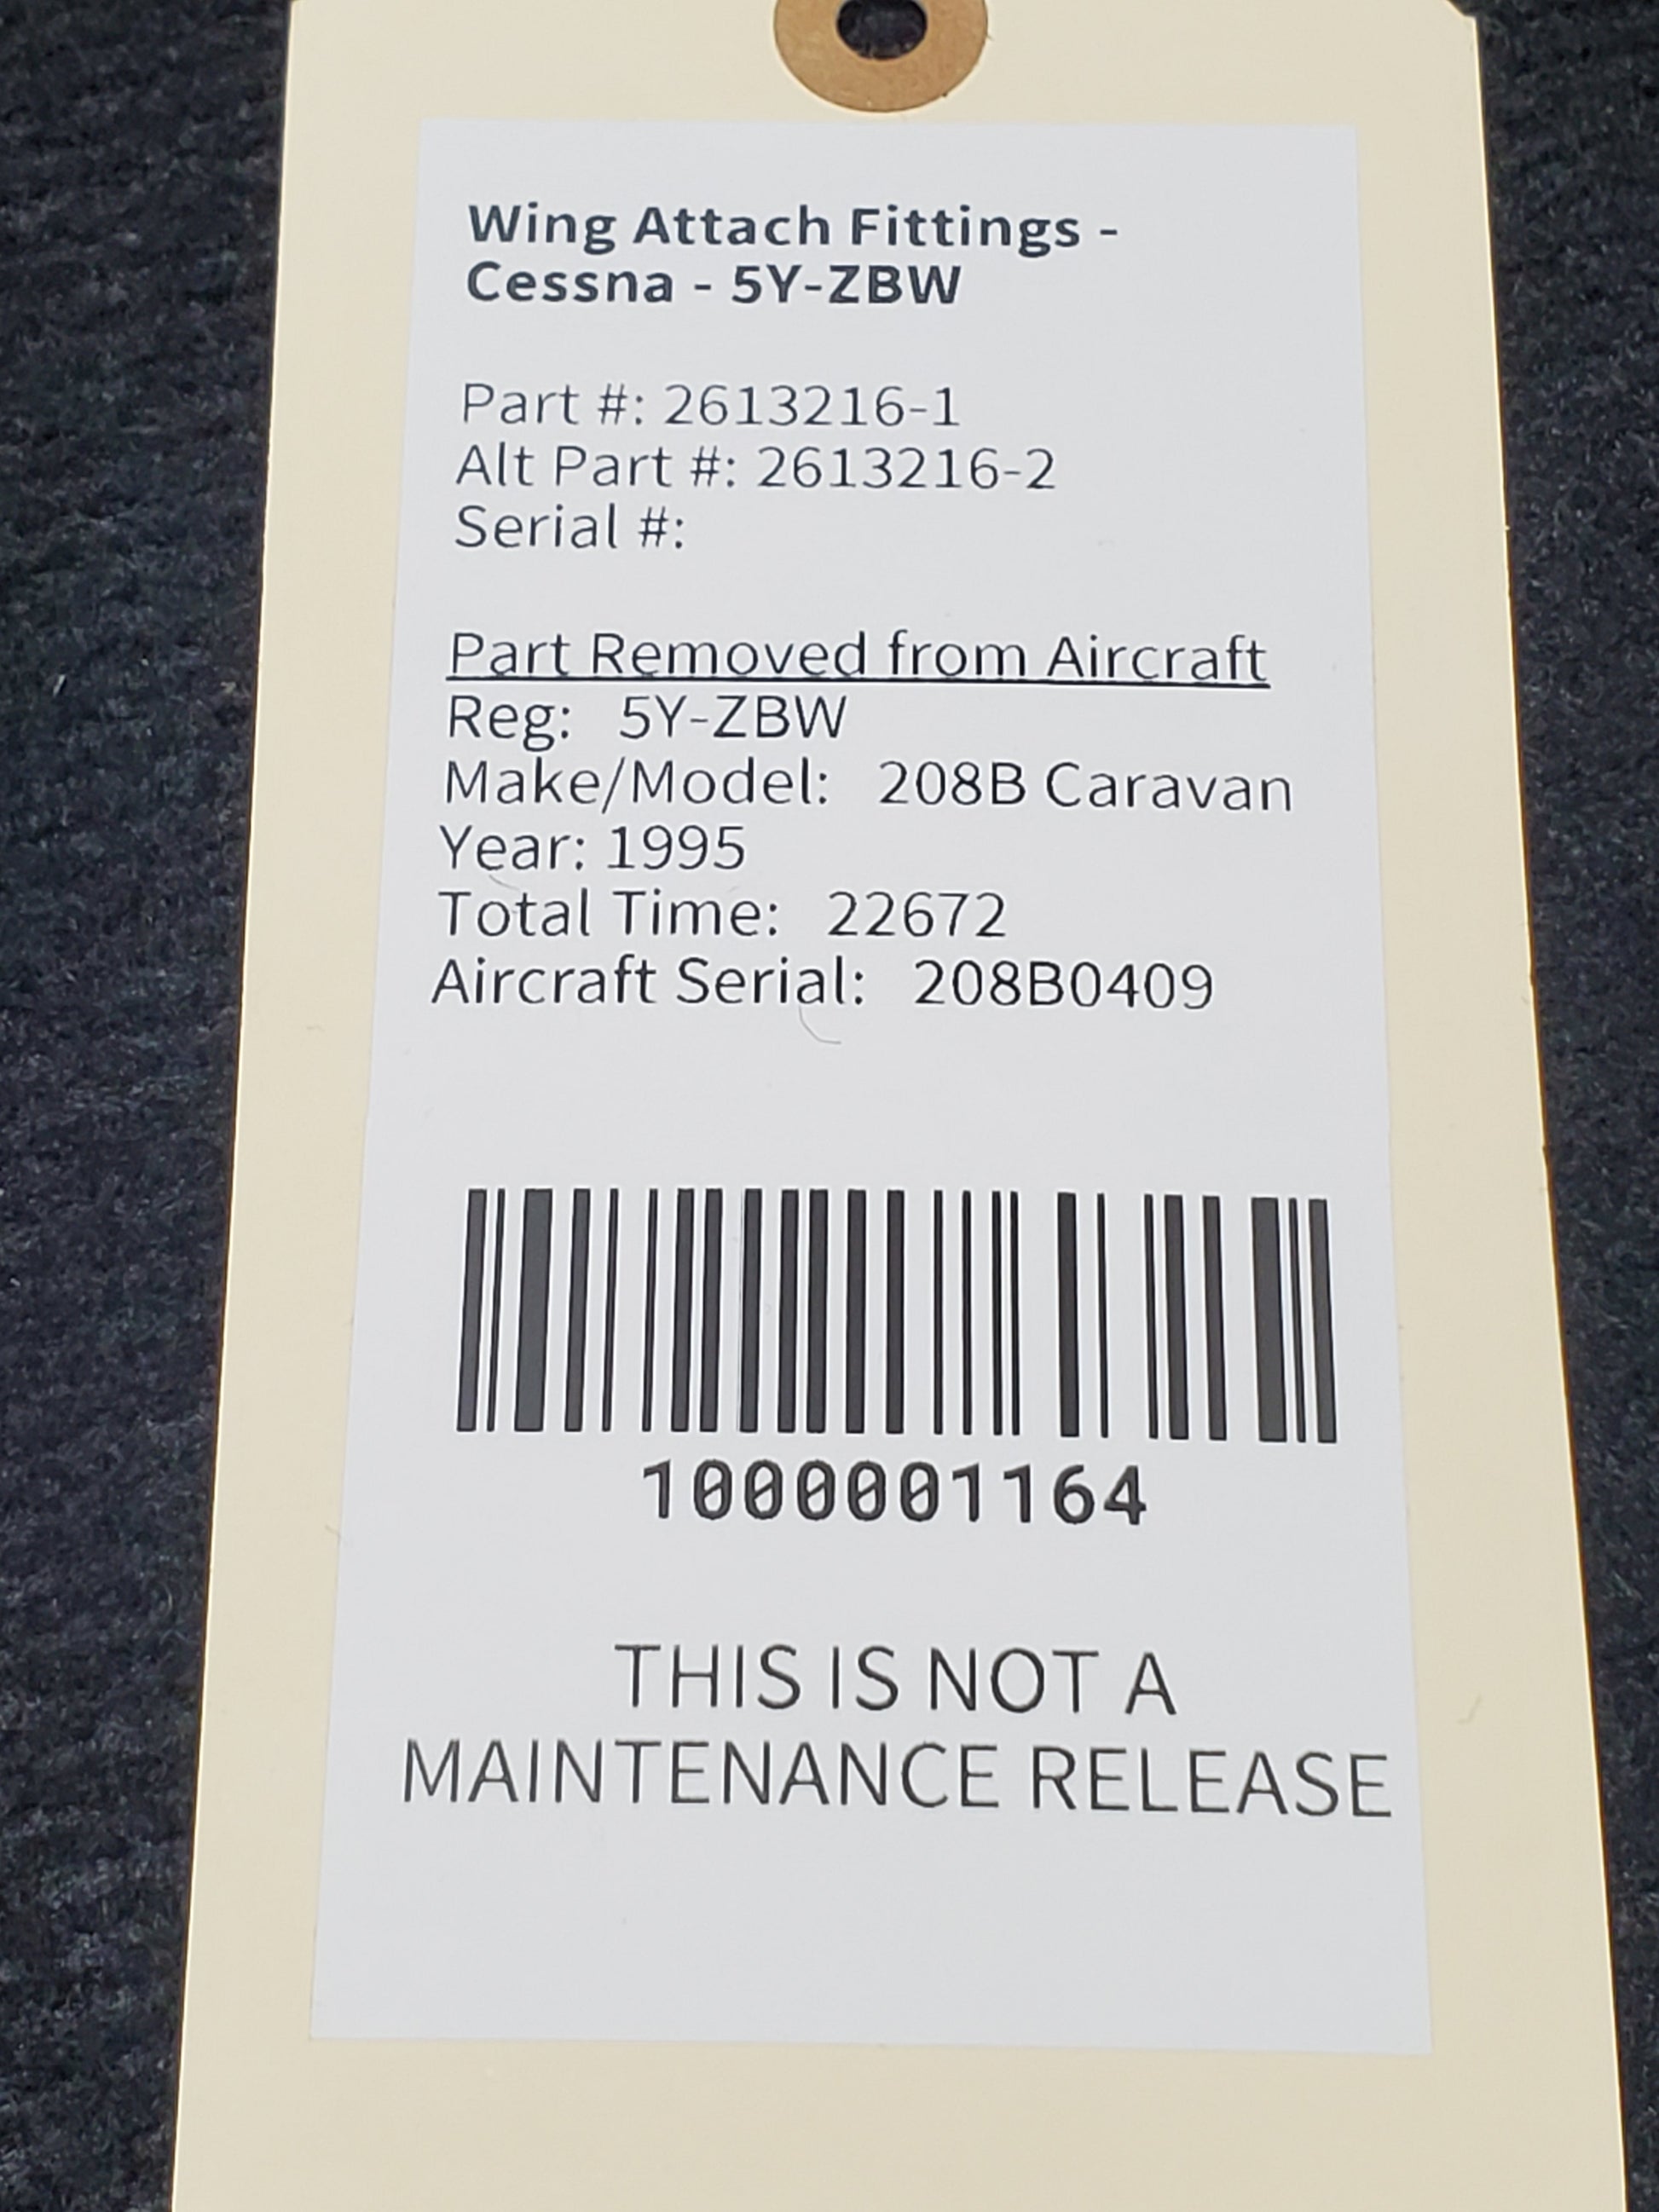 Wing Attach Fittings -
Cessna - 5Y-ZBW
Part #: 2613216-1
Alt Part #: 2613216-2
Serial #:
Part Removed from Aircraft
Reg: 5Y-ZBW
Make/Model: 208B Caravan
Year: 1995
Total Time: 22672
Aircraft Serial: 208B0409
1000001164
THIS IS NOT A
MAINTENANCE RELEASE